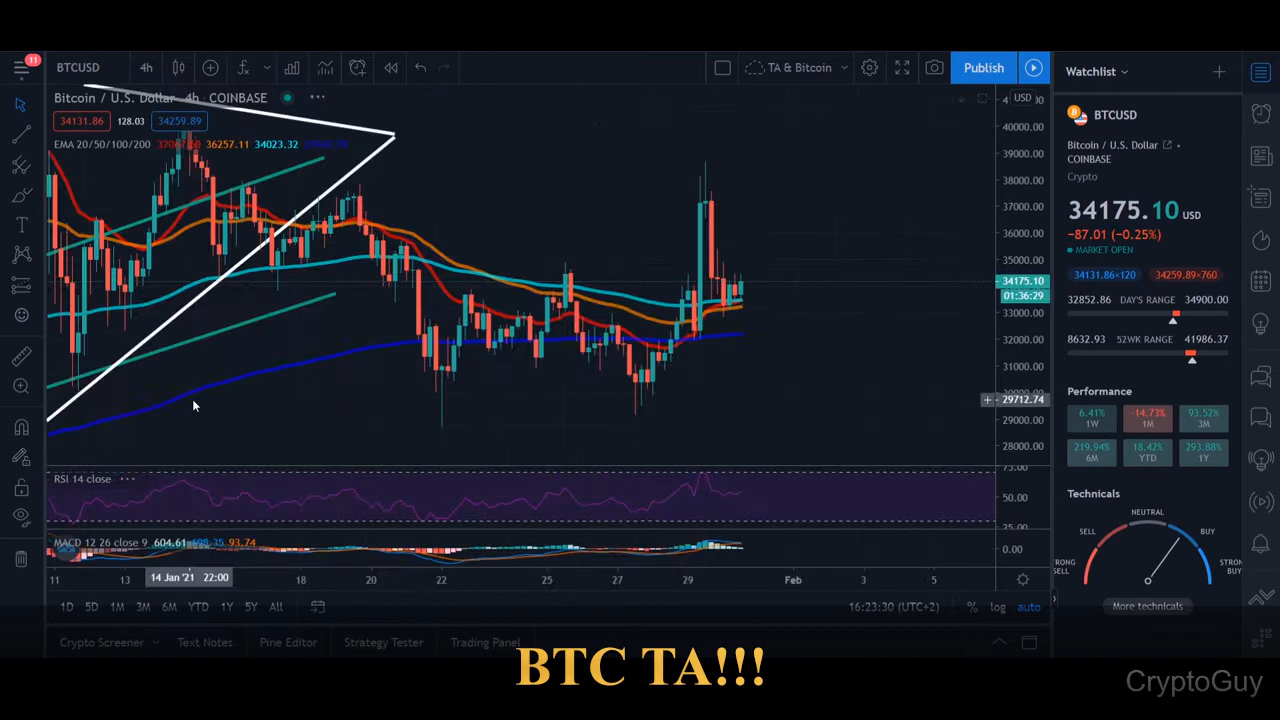 11
BTCUSD
4h
TA & Bitcoin
Publish
Watchlist
Bitcoin / U.S. Dollar 4h COINBASE
USD
34131.86 128.03 34259.89
EMA 20/50/100/200 36257.11 34023.32
40000.00
39000.00
38000.00
37000.00
36000.00
35000.00
34175.10
01:36:29
33000.00
32000.00
31000.00
29712.74
29000.00
28000.00
BTCUSD
Bitcoin / U.S. Dollar
COINBASE
Crypto
34175.10 USD
−87.01 (−0.25%)
MARKET OPEN
34131.86×120 34259.89×760
32852.86 DAY'S RANGE 34900.00
8632.93 52WK RANGE 41986.37
Performance
6.41% -14.73% 93.52%
1W 1M 3M
219.94% 18.42% 293.88%
6M YTD 1Y
Technicals
NEUTRAL
SELL BUY
STRONG
SELL BUY
More technicals
RSI 14 close
75.00
50.00
25.00
MACD 12 26 close 9 604.61 93.74
0.00
11 13 14 Jan '21 22:00 18 20 22 25 27 29 Feb 3 5
1D 5D 1M 3M 6M YTD 1Y 5Y All
16:23:30 (UTC+2) % log auto
Crypto Screener Text Notes Pine Editor Strategy Tester Trading Panel
BTC TA!!!
CryptoGuy